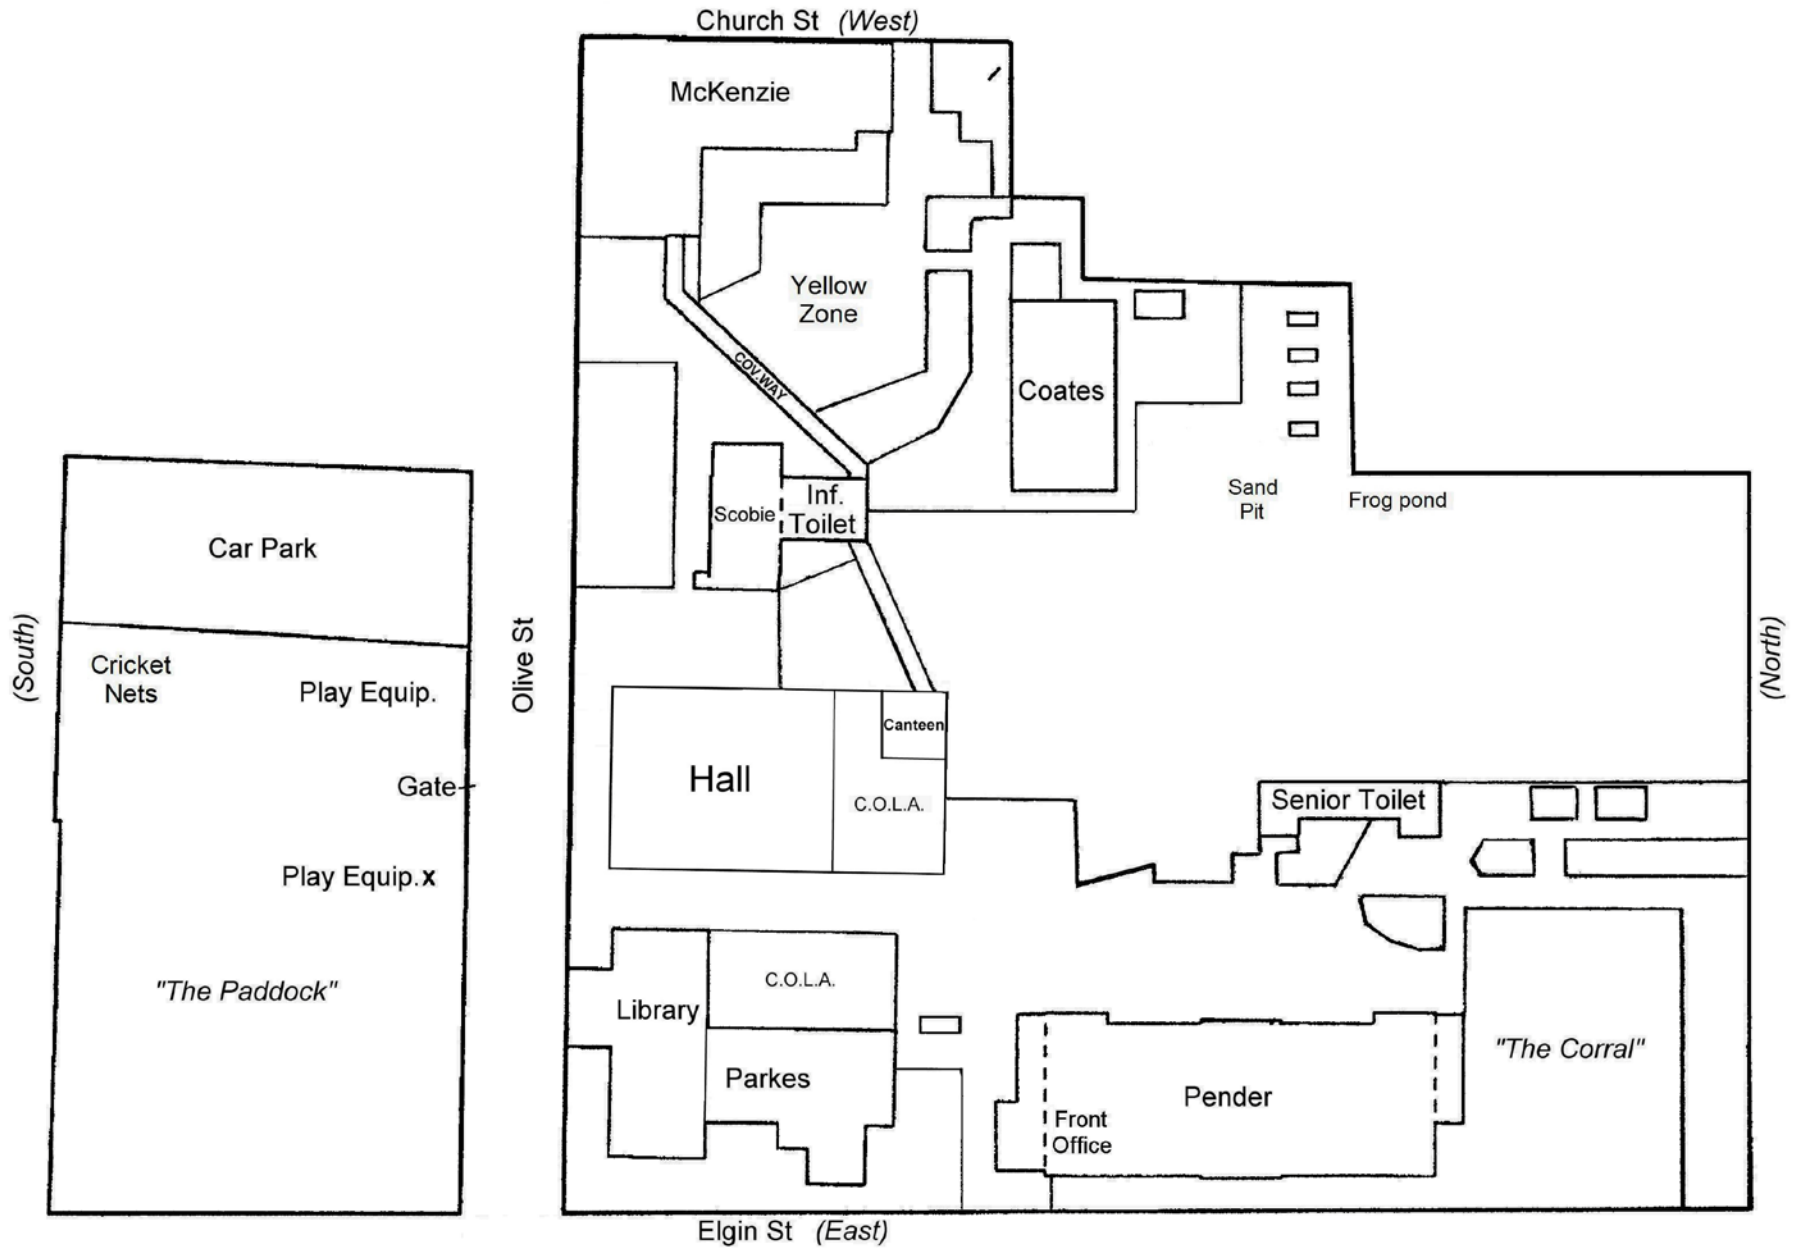 Church St (West)
McKenzie
Yellow
Zone
COV.WAY
Coates
Scobie
Inf.
Toilet
Sand
Pit
Frog pond
Car Park
(South)
Olive St
(North)
Cricket
Nets
Play Equip.
Gate
Play Equip.x
"The Paddock"
Canteen
Hall
C.O.L.A.
Senior Toilet
Library
C.O.L.A.
Parkes
Front
Office
Pender
"The Corral"
Elgin St (East)